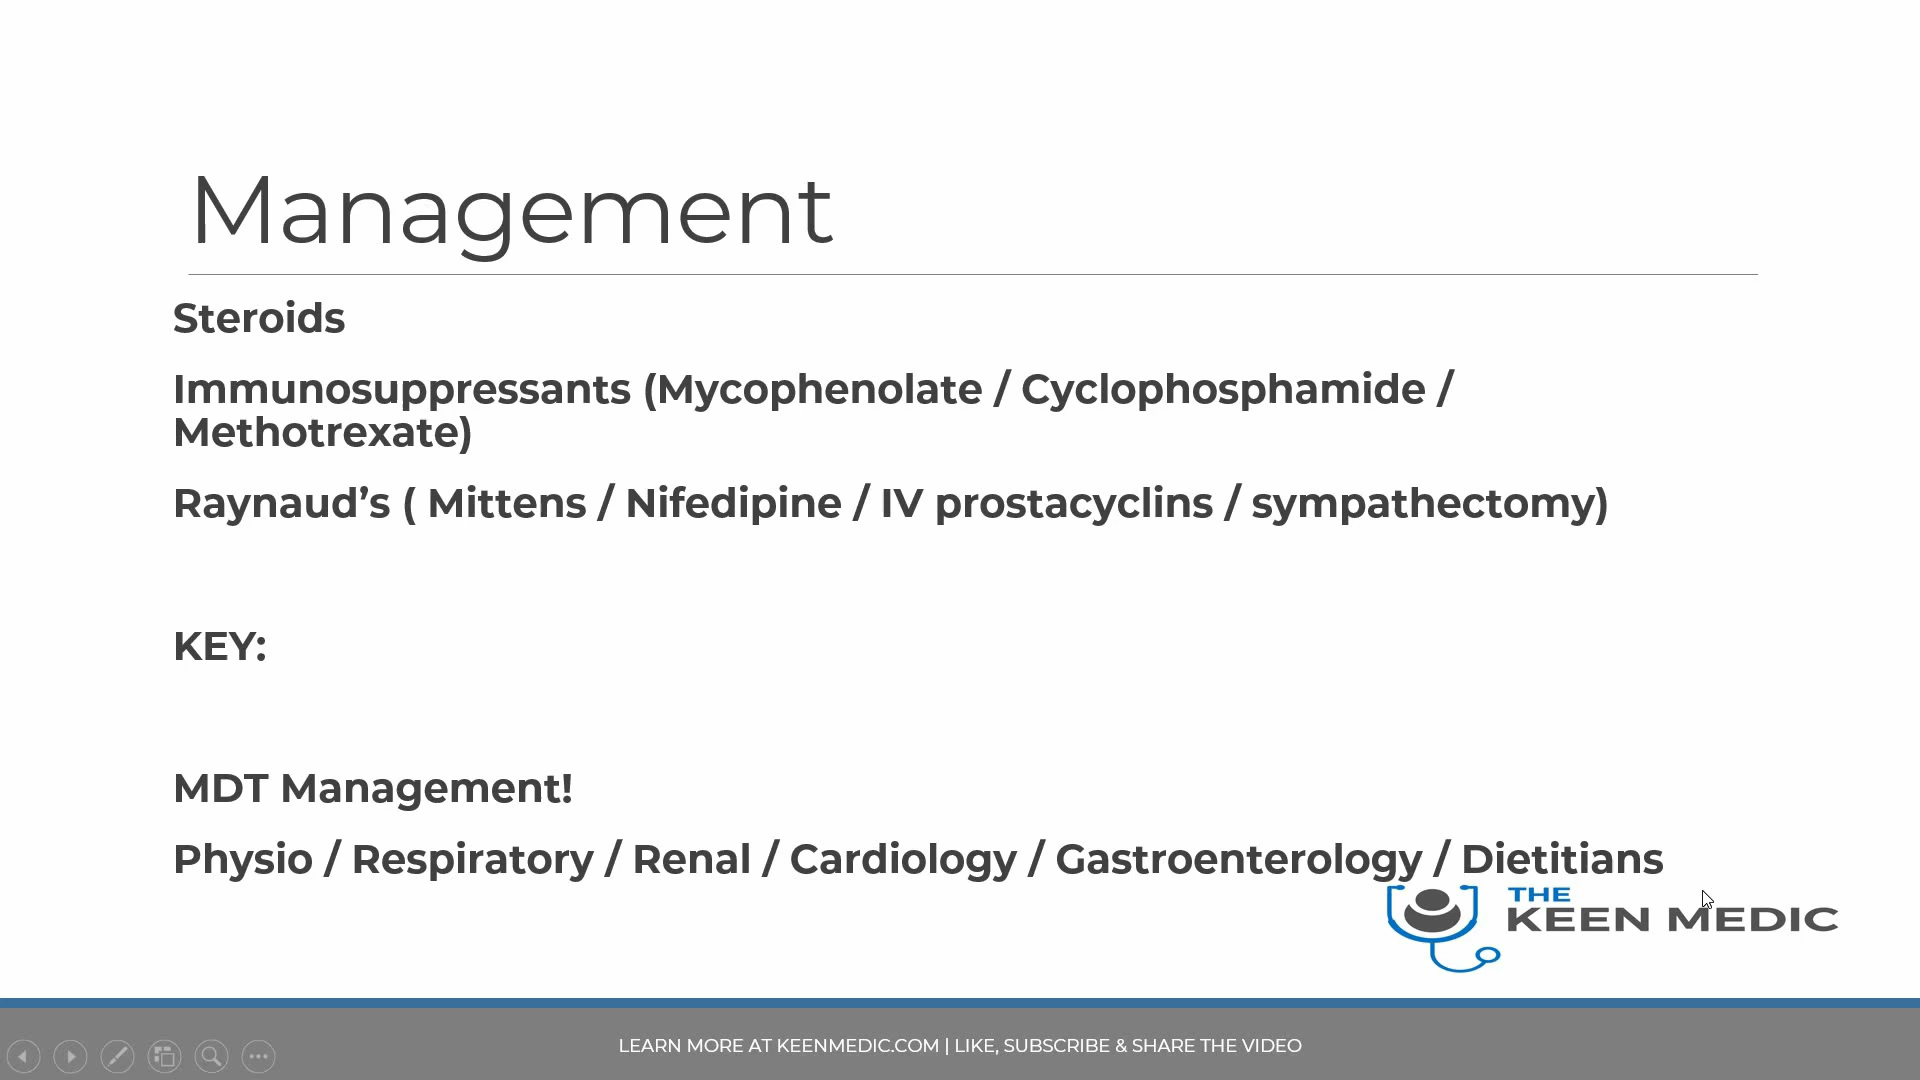 Management
Steroids
Immunosuppressants (Mycophenolate / Cyclophosphamide /
Methotrexate)
Raynaud’s ( Mittens / Nifedipine / IV prostacyclins / sympathectomy)
KEY:
MDT Management!
Physio / Respiratory / Renal / Cardiology / Gastroenterology / Dietitians
THE
KEEN MEDIC
LEARN MORE AT KEENMEDIC.COM | LIKE, SUBSCRIBE & SHARE THE VIDEO